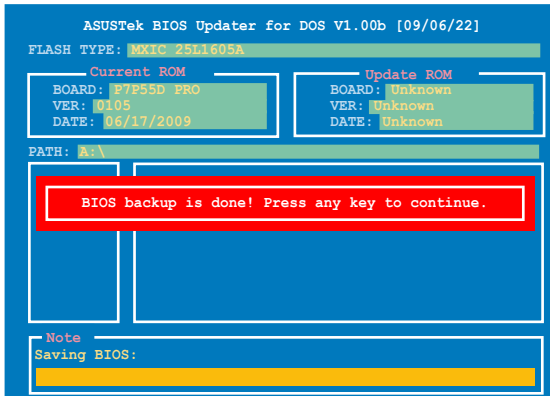 ASUSTek BIOS Updater for DOS V1.00b [09/06/22]
FLASH TYPE: MXIC 25L1605A
Current ROM
BOARD: P7P55D PRO
VER: 0105
DATE: 06/17/2009
Update ROM
BOARD: Unknown
VER: Unknown
DATE: Unknown
PATH: A:\
BIOS backup is done! Press any key to continue.
Note
Saving BIOS: